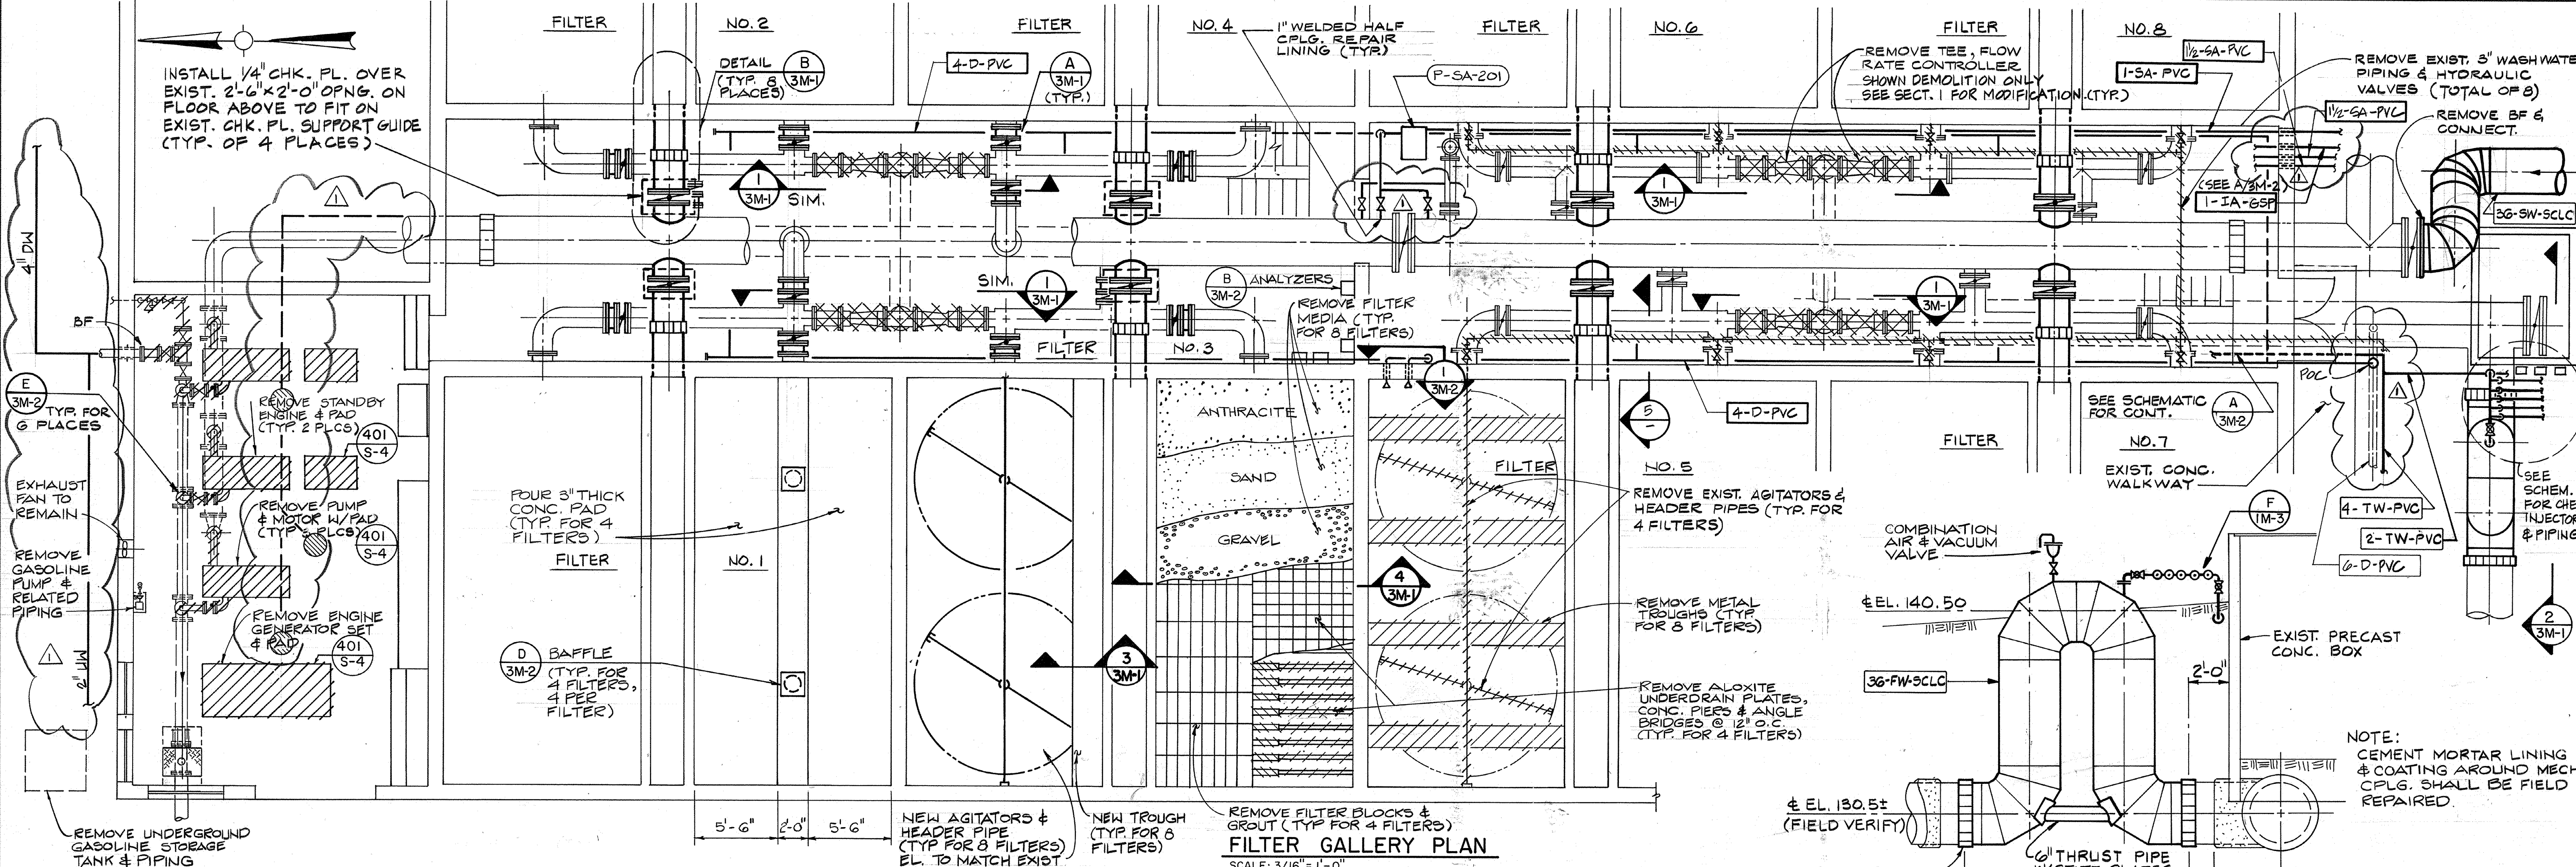 FILTER
NO. 2
FILTER
NO. 4
FILTER
NO. 6
FILTER
NO. 8
INSTALL 1/4" CHK. PL. OVER
EXIST. 2'-6"x2'-0" OPNG. ON
FLOOR ABOVE TO FIT ON
EXIST. CHK. PL. SUPPORT GUIDE
(TYP. OF 4 PLACES)
DETAIL
(TYP. 8
PLACES)
B
3M-1
4-D-PVC
A
3M-1
(TYP.)
1" WELDED HALF
CPLG. REPAIR
LINING (TYP.)
P-SA-201
REMOVE TEE, FLOW
RATE CONTROLLER
SHOWN DEMOLITION ONLY
SEE SECT. 1 FOR MODIFICATION.(TYP.)
1½-SA-PVC
1-SA-PVC
1½-SA-PVC
REMOVE EXIST. 3" WASHWATE
PIPING & HYDRAULIC
VALVES (TOTAL OF 8)
REMOVE BF &
CONNECT.
1
3M-1
SIM.
1
3M-1
(SEE A/3M-2)
1
1-IA-GSP
36-SW-SCLC
1
1
4" DW
SIM.
1
3M-1
B
3M-2
ANALYZERS
REMOVE FILTER
MEDIA (TYP.
FOR 8 FILTERS)
1
3M-1
BF
FILTER
NO. 3
1
3M-2
POC
1
E
3M-2
TYP. FOR
6 PLACES
REMOVE STANDBY
ENGINE & PAD
(TYP. 2 PLCS)
401
S-4
ANTHRACITE
SAND
GRAVEL
5
-
4-D-PVC
SEE SCHEMATIC
FOR CONT.
A
3M-2
FILTER
NO. 7
EXIST. CONC.
WALKWAY
FILTER
NO. 5
EXHAUST
FAN TO
REMAIN
REMOVE PUMP
& MOTOR W/PAD
(TYP 5 PLCS)
401
S-4
POUR 3" THICK
CONC. PAD
(TYP. FOR 4
FILTERS)
FILTER
NO. 1
REMOVE EXIST. AGITATORS &
HEADER PIPES (TYP. FOR
4 FILTERS)
COMBINATION
AIR & VACUUM
VALVE
F
1M-3
4-TW-PVC
2-TW-PVC
6-D-PVC
SEE
SCHEM.
FOR CHE
INJECTOR
& PIPING
REMOVE
GASOLINE
PUMP &
RELATED
PIPING
REMOVE ENGINE
GENERATOR SET
& PAD
401
S-4
4
3M-1
REMOVE METAL
TROUGHS (TYP.
FOR 8 FILTERS)
℄ EL. 140.50
EXIST. PRECAST
CONC. BOX
2
3M-1
1
2" MTL
D
3M-2
BAFFLE
(TYP. FOR
4 FILTERS,
4 PER
FILTER)
3
3M-1
REMOVE ALOXITE
UNDERDRAIN PLATES,
CONC. PIERS & ANGLE
BRIDGES @ 12" O.C.
(TYP. FOR 4 FILTERS)
36-FW-SCLC
2'-0"
NOTE:
CEMENT MORTAR LINING
& COATING AROUND MECH
CPLG. SHALL BE FIELD
REPAIRED.
REMOVE UNDERGROUND
GASOLINE STORAGE
TANK & PIPING
5'-6"
2'-0"
5'-6"
NEW AGITATORS &
HEADER PIPE
(TYP FOR 8 FILTERS)
EL. TO MATCH EXIST.
NEW TROUGH
(TYP. FOR 8
FILTERS)
REMOVE FILTER BLOCKS &
GROUT (TYP FOR 4 FILTERS)
FILTER GALLERY PLAN
SCALE: 3/16" = 1'-0"
℄ EL. 130.5±
(FIELD VERIFY)
6" THRUST PIPE